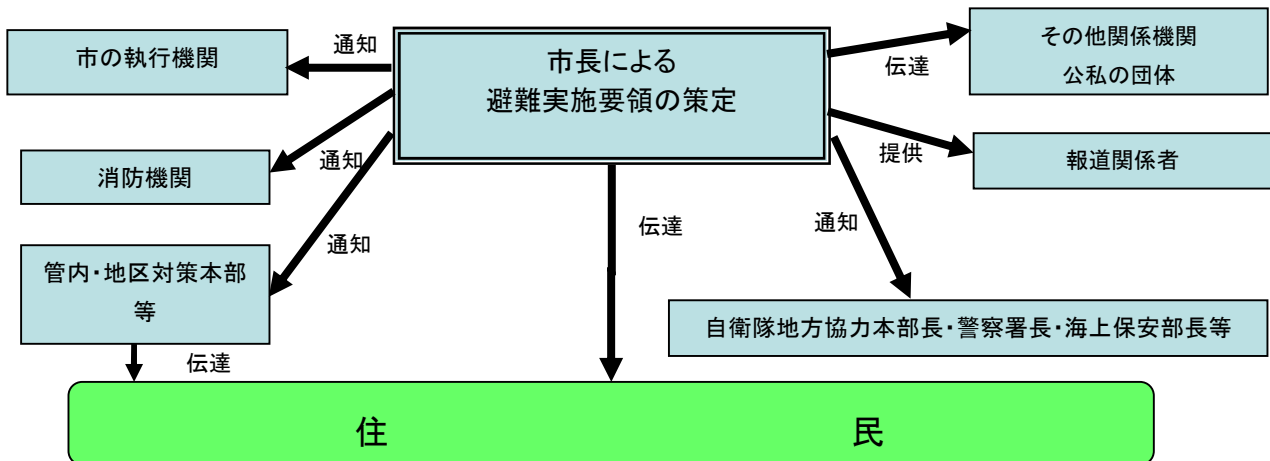 市長による
避難実施要領の策定
通知
市の執行機関
通知
消防機関
通知
管内・地区対策本部
等
伝達
伝達
その他関係機関
公私の団体
伝達
提供
報道関係者
通知
自衛隊地方協力本部長・警察署長・海上保安部長等
住　民